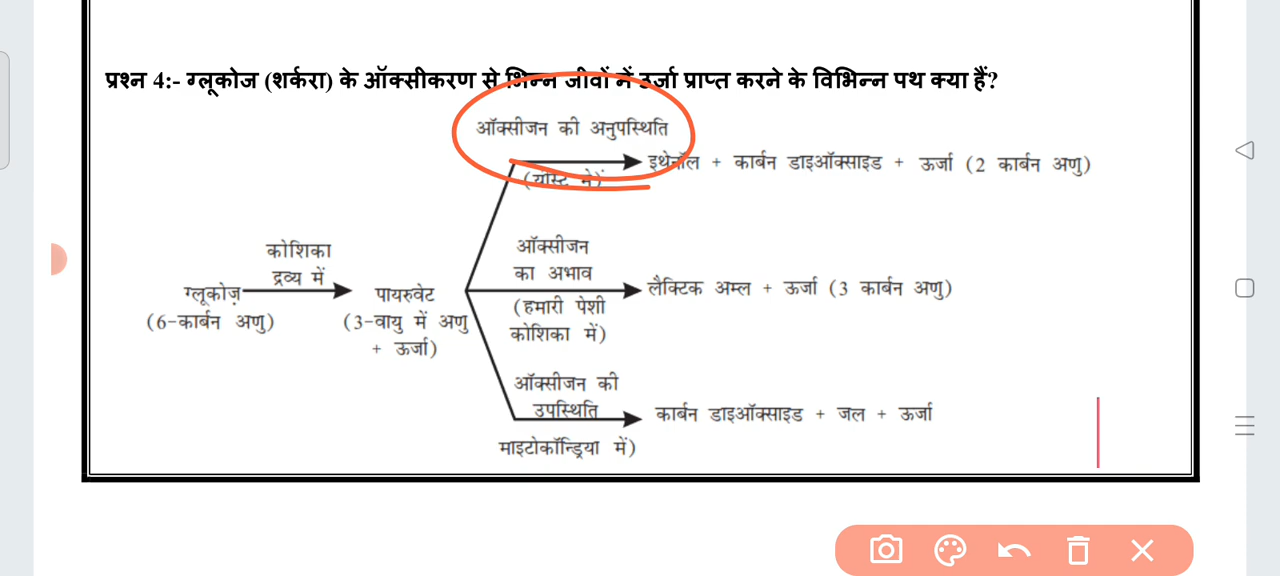 प्रश्न 4:- ग्लूकोज (शर्करा) के ऑक्सीकरण से भिन्न जीवों में उर्जा प्राप्त करने के विभिन्न पथ क्या हैं?
ऑक्सीजन की अनुपस्थिति
(यीस्ट में)
इथेनॉल + कार्बन डाइऑक्साइड + ऊर्जा (2 कार्बन अणु)
कोशिका
द्रव्य में
ग्लूकोज़
(6-कार्बन अणु)
पायरुवेट
(3-वायु में अणु
+ ऊर्जा)
ऑक्सीजन
का अभाव
(हमारी पेशी
कोशिका में)
लैक्टिक अम्ल + ऊर्जा (3 कार्बन अणु)
ऑक्सीजन की
उपस्थिति
माइटोकॉन्ड्रिया में)
कार्बन डाइऑक्साइड + जल + ऊर्जा